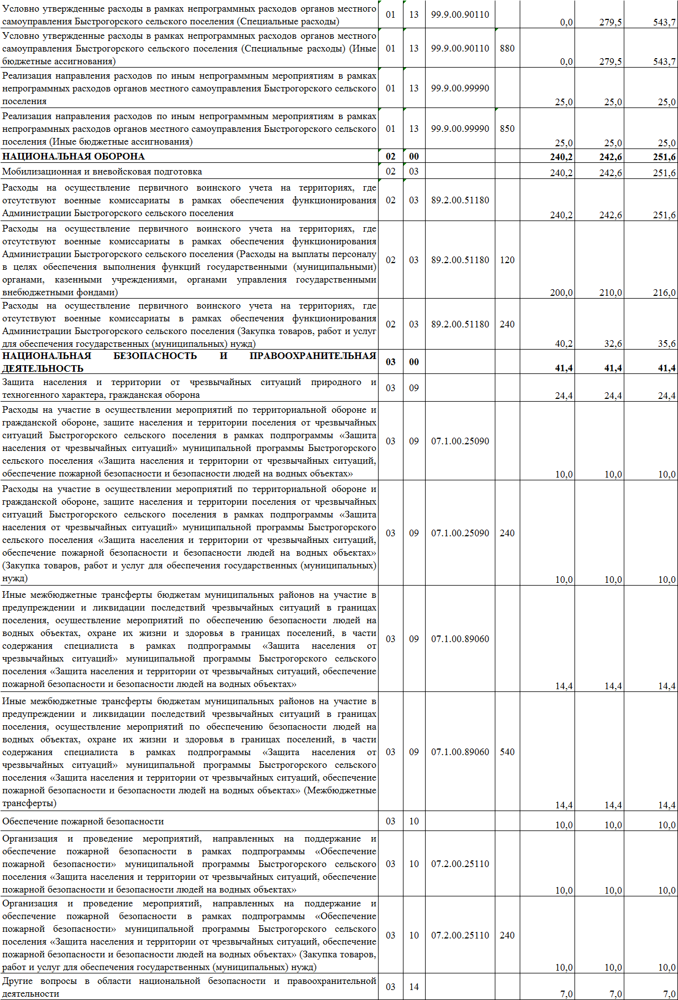 Условно утвержденные расходы в рамках непрограммных расходов органов местного
самоуправления Быстрогорского сельского поселения (Специальные расходы)
01 13 99.9.00.90110 0,0 279,5 543,7
Условно утвержденные расходы в рамках непрограммных расходов органов местного
самоуправления Быстрогорского сельского поселения (Специальные расходы) (Иные
бюджетные ассигнования)
01 13 99.9.00.90110 880 0,0 279,5 543,7
Реализация направления расходов по иным непрограммным мероприятиям в рамках
непрограммных расходов органов местного самоуправления Быстрогорского сельского
поселения
01 13 99.9.00.99990 25,0 25,0 25,0
Реализация направления расходов по иным непрограммным мероприятиям в рамках
непрограммных расходов органов местного самоуправления Быстрогорского сельского
поселения (Иные бюджетные ассигнования)
01 13 99.9.00.99990 850 25,0 25,0 25,0
НАЦИОНАЛЬНАЯ ОБОРОНА 02 00 240,2 242,6 251,6
Мобилизационная и вневойсковая подготовка 02 03 240,2 242,6 251,6
Расходы на осуществление первичного воинского учета на территориях, где
отсутствуют военные комиссариаты в рамках обеспечения функционирования
Администрации Быстрогорского сельского поселения
02 03 89.2.00.51180 240,2 242,6 251,6
Расходы на осуществление первичного воинского учета на территориях, где
отсутствуют военные комиссариаты в рамках обеспечения функционирования
Администрации Быстрогорского сельского поселения (Расходы на выплаты персоналу
в целях обеспечения выполнения функций государственными (муниципальными)
органами, казенными учреждениями, органами управления государственными
внебюджетными фондами)
02 03 89.2.00.51180 120 200,0 210,0 216,0
Расходы на осуществление первичного воинского учета на территориях, где
отсутствуют военные комиссариаты в рамках обеспечения функционирования
Администрации Быстрогорского сельского поселения (Закупка товаров, работ и услуг
для обеспечения государственных (муниципальных) нужд)
02 03 89.2.00.51180 240 40,2 32,6 35,6
НАЦИОНАЛЬНАЯ БЕЗОПАСНОСТЬ И ПРАВООХРАНИТЕЛЬНАЯ
ДЕЯТЕЛЬНОСТЬ
03 00 41,4 41,4 41,4
Защита населения и территории от чрезвычайных ситуаций природного и
техногенного характера, гражданская оборона
03 09 24,4 24,4 24,4
Расходы на участие в осуществлении мероприятий по территориальной обороне и
гражданской обороне, защите населения и территории поселения от чрезвычайных
ситуаций Быстрогорского сельского поселения в рамках подпрограммы «Защита
населения от чрезвычайных ситуаций» муниципальной программы Быстрогорского
сельского поселения «Защита населения и территории от чрезвычайных ситуаций,
обеспечение пожарной безопасности и безопасности людей на водных объектах»
03 09 07.1.00.25090 10,0 10,0 10,0
Расходы на участие в осуществлении мероприятий по территориальной обороне и
гражданской обороне, защите населения и территории поселения от чрезвычайных
ситуаций Быстрогорского сельского поселения в рамках подпрограммы «Защита
населения от чрезвычайных ситуаций» муниципальной программы Быстрогорского
сельского поселения «Защита населения и территории от чрезвычайных ситуаций,
обеспечение пожарной безопасности и безопасности людей на водных объектах»
(Закупка товаров, работ и услуг для обеспечения государственных (муниципальных)
нужд)
03 09 07.1.00.25090 240 10,0 10,0 10,0
Иные межбюджетные трансферты бюджетам муниципальных районов на участие в
предупреждении и ликвидации последствий чрезвычайных ситуаций в границах
поселения, осуществление мероприятий по обеспечению безопасности людей на
водных объектах, охране их жизни и здоровья в границах поселений, в части
содержания специалиста в рамках подпрограммы «Защита населения от
чрезвычайных ситуаций» муниципальной программы Быстрогорского сельского
поселения «Защита населения и территории от чрезвычайных ситуаций, обеспечение
пожарной безопасности и безопасности людей на водных объектах»
03 09 07.1.00.89060 14,4 14,4 14,4
Иные межбюджетные трансферты бюджетам муниципальных районов на участие в
предупреждении и ликвидации последствий чрезвычайных ситуаций в границах
поселения, осуществление мероприятий по обеспечению безопасности людей на
водных объектах, охране их жизни и здоровья в границах поселений, в части
содержания специалиста в рамках подпрограммы «Защита населения от
чрезвычайных ситуаций» муниципальной программы Быстрогорского сельского
поселения «Защита населения и территории от чрезвычайных ситуаций, обеспечение
пожарной безопасности и безопасности людей на водных объектах» (Межбюджетные
трансферты)
03 09 07.1.00.89060 540 14,4 14,4 14,4
Обеспечение пожарной безопасности 03 10 10,0 10,0 10,0
Организация и проведение мероприятий, направленных на поддержание и
обеспечение пожарной безопасности в рамках подпрограммы «Обеспечение
пожарной безопасности» муниципальной программы Быстрогорского сельского
поселения «Защита населения и территории от чрезвычайных ситуаций, обеспечение
пожарной безопасности и безопасности людей на водных объектах»
03 10 07.2.00.25110 10,0 10,0 10,0
Организация и проведение мероприятий, направленных на поддержание и
обеспечение пожарной безопасности в рамках подпрограммы «Обеспечение
пожарной безопасности» муниципальной программы Быстрогорского сельского
поселения «Защита населения и территории от чрезвычайных ситуаций, обеспечение
пожарной безопасности и безопасности людей на водных объектах» (Закупка товаров,
работ и услуг для обеспечения государственных (муниципальных) нужд)
03 10 07.2.00.25110 240 10,0 10,0 10,0
Другие вопросы в области национальной безопасности и правоохранительной
деятельности
03 14 7,0 7,0 7,0